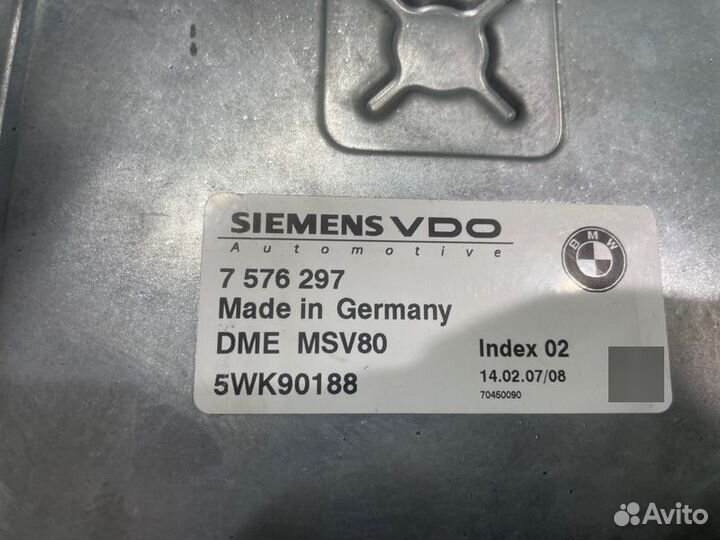 SIEMENS VDO
Automotive
BMW
7 576 297
Made in Germany
DME MSV80
Index 02
5WK90188
14.02.07/08
70450090
Avito